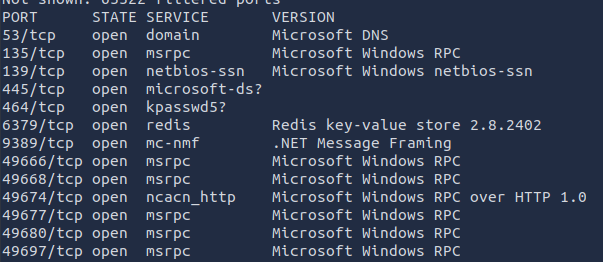 Not shown: 65522 filtered ports
PORT STATE SERVICE VERSION
53/tcp open domain Microsoft DNS
135/tcp open msrpc Microsoft Windows RPC
139/tcp open netbios-ssn Microsoft Windows netbios-ssn
445/tcp open microsoft-ds?
464/tcp open kpasswd5?
6379/tcp open redis Redis key-value store 2.8.2402
9389/tcp open mc-nmf .NET Message Framing
49666/tcp open msrpc Microsoft Windows RPC
49668/tcp open msrpc Microsoft Windows RPC
49674/tcp open ncacn_http Microsoft Windows RPC over HTTP 1.0
49677/tcp open msrpc Microsoft Windows RPC
49680/tcp open msrpc Microsoft Windows RPC
49697/tcp open msrpc Microsoft Windows RPC